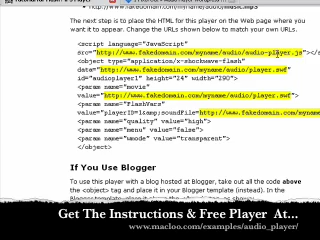 The next step is to place the HTML for this player on the Web page where you
want it to appear. Change the URLs shown below to match your own URLs.
<script language="JavaScript"
src="http://www.fakedomain.com/myname/audio/audio-player.js"></s
<object type="application/x-shockwave-flash"
data="http://www.fakedomain.com/myname/audio/player.swf"
id="audioplayer1" height="24" width="290">
<param name="movie"
value="http://www.fakedomain.com/myname/audio/player.swf">
<param name="FlashVars"
value="playerID=1&amp;soundFile=http://www.fakedomain.com/myname
<param name="quality" value="high">
<param name="menu" value="false">
<param name="wmode" value="transparent">
</object>
If You Use Blogger
To use this player with a blog hosted at Blogger, take out all the code above
the <object> tag and place it in your Blogger template (instead). In the
Get The Instructions & Free Player At...
www.macloo.com/examples/audio_player/